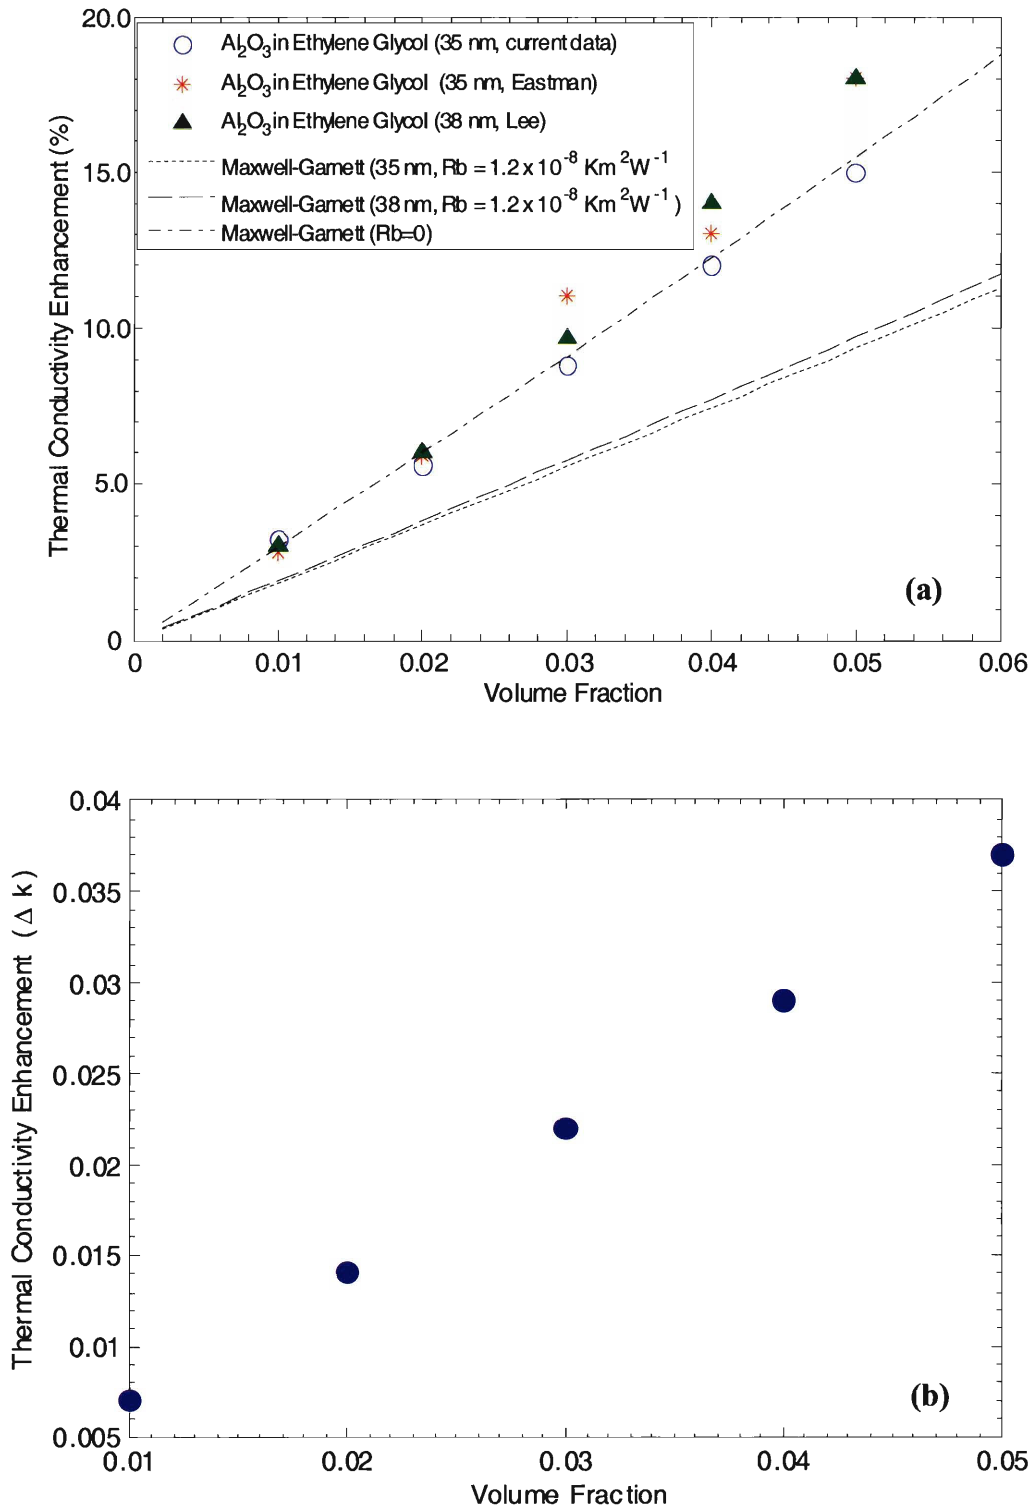 20.0
Al2O3 in Ethylene Glycol (35 nm, current data)
Al2O3 in Ethylene Glycol (35 nm, Eastman)
Al2O3 in Ethylene Glycol (38 nm, Lee)
Maxwell-Garnett (35 nm, Rb = 1.2 x 10^-8 Km^2W^-1
Maxwell-Garnett (38 nm, Rb = 1.2 x 10^-8 Km^2W^-1 )
Maxwell-Garnett (Rb=0)
15.0
10.0
5.0
0
Thermal Conductivity Enhancement (%)
(a)
0 0.01 0.02 0.03 0.04 0.05 0.06
Volume Fraction
0.04
0.035
0.03
0.025
0.02
0.015
0.01
0.005
Thermal Conductivity Enhancement (Δ k)
(b)
0.01 0.02 0.03 0.04 0.05
Volume Fraction